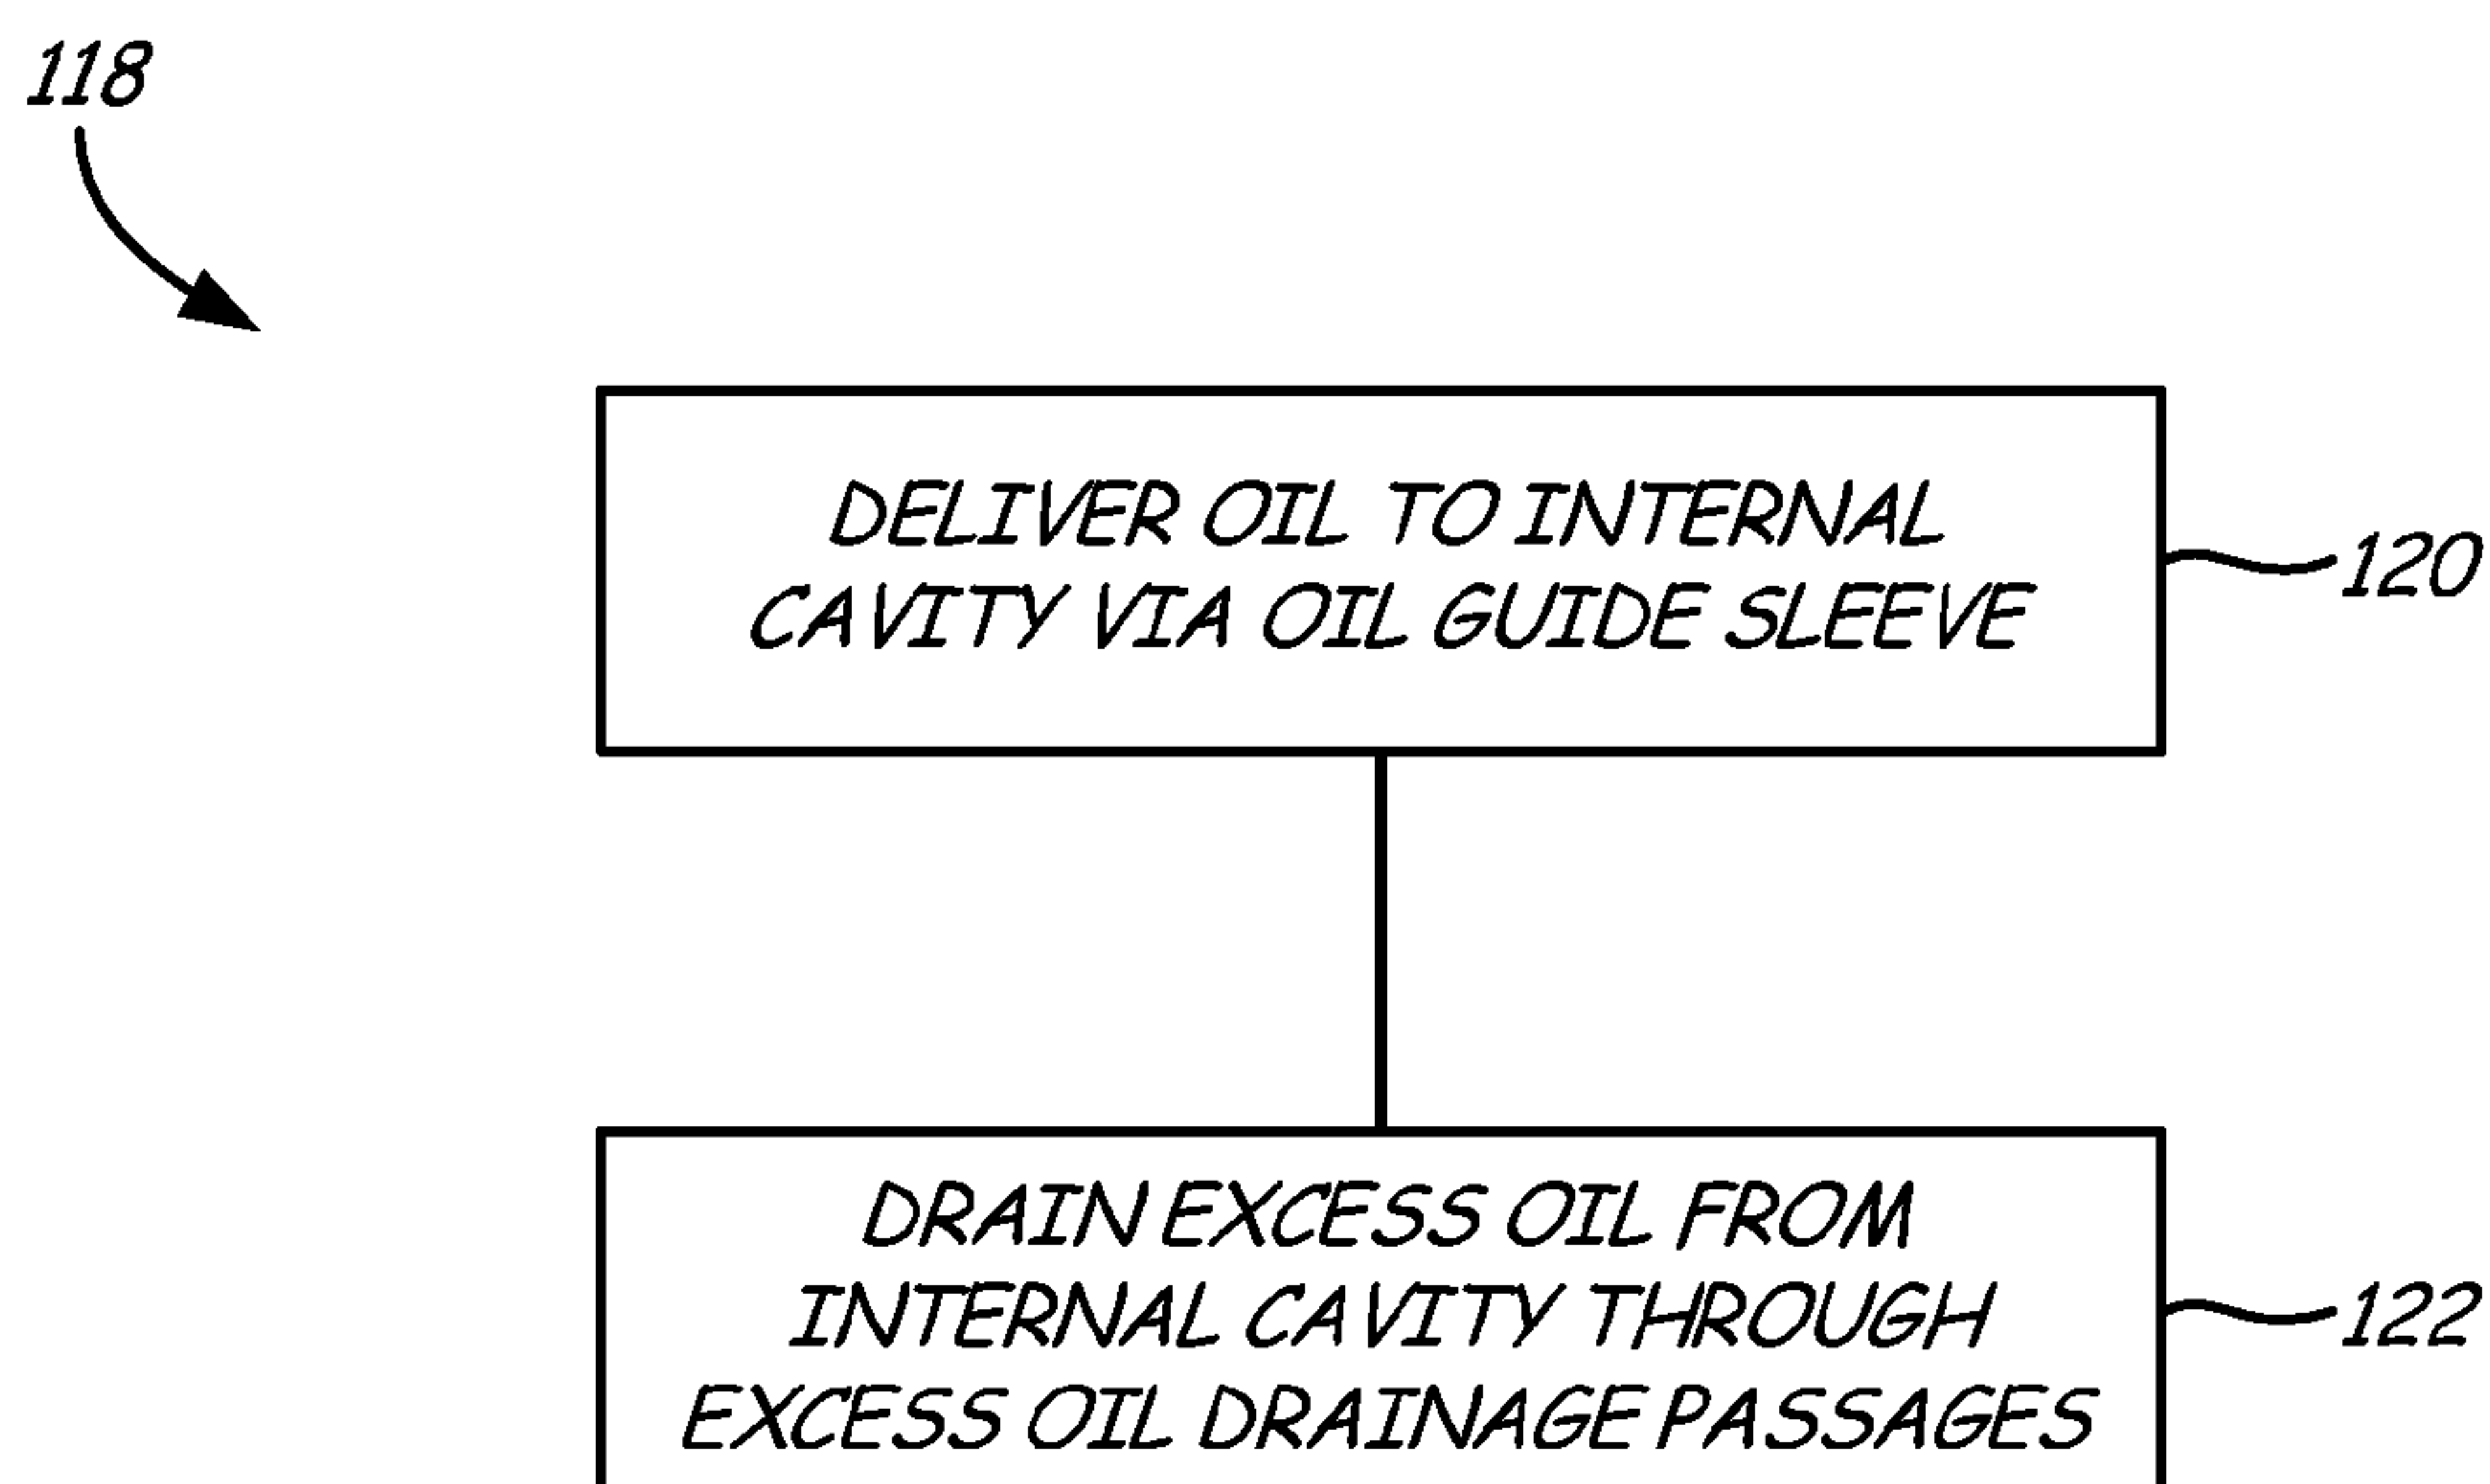 118
DELIVER OIL TO INTERNAL
CAVITY VIA OIL GUIDE SLEEVE
120
DRAIN EXCESS OIL FROM
INTERNAL CAVITY THROUGH
EXCESS OIL DRAINAGE PASSAGES
122